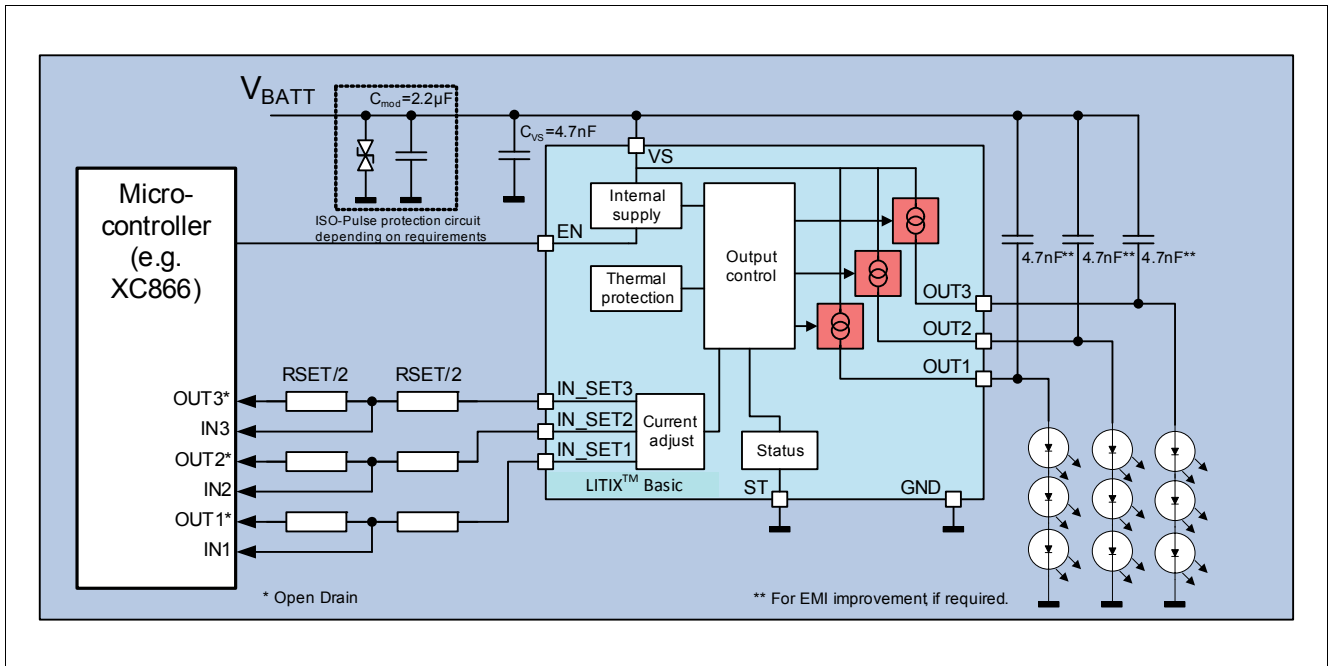 V_BATT
C_mod=2.2µF
C_VS=4.7nF
VS
Micro-
controller
(e.g.
XC866)
ISO-Pulse protection circuit
depending on requirements
EN
Internal
supply
Thermal
protection
Output
control
4.7nF**
4.7nF**
4.7nF**
OUT3
OUT2
OUT1
RSET/2
RSET/2
OUT3*
IN3
OUT2*
IN2
OUT1*
IN1
IN_SET3
IN_SET2
IN_SET1
Current
adjust
Status
LITIX™ Basic
ST
GND
* Open Drain
** For EMI improvement, if required.